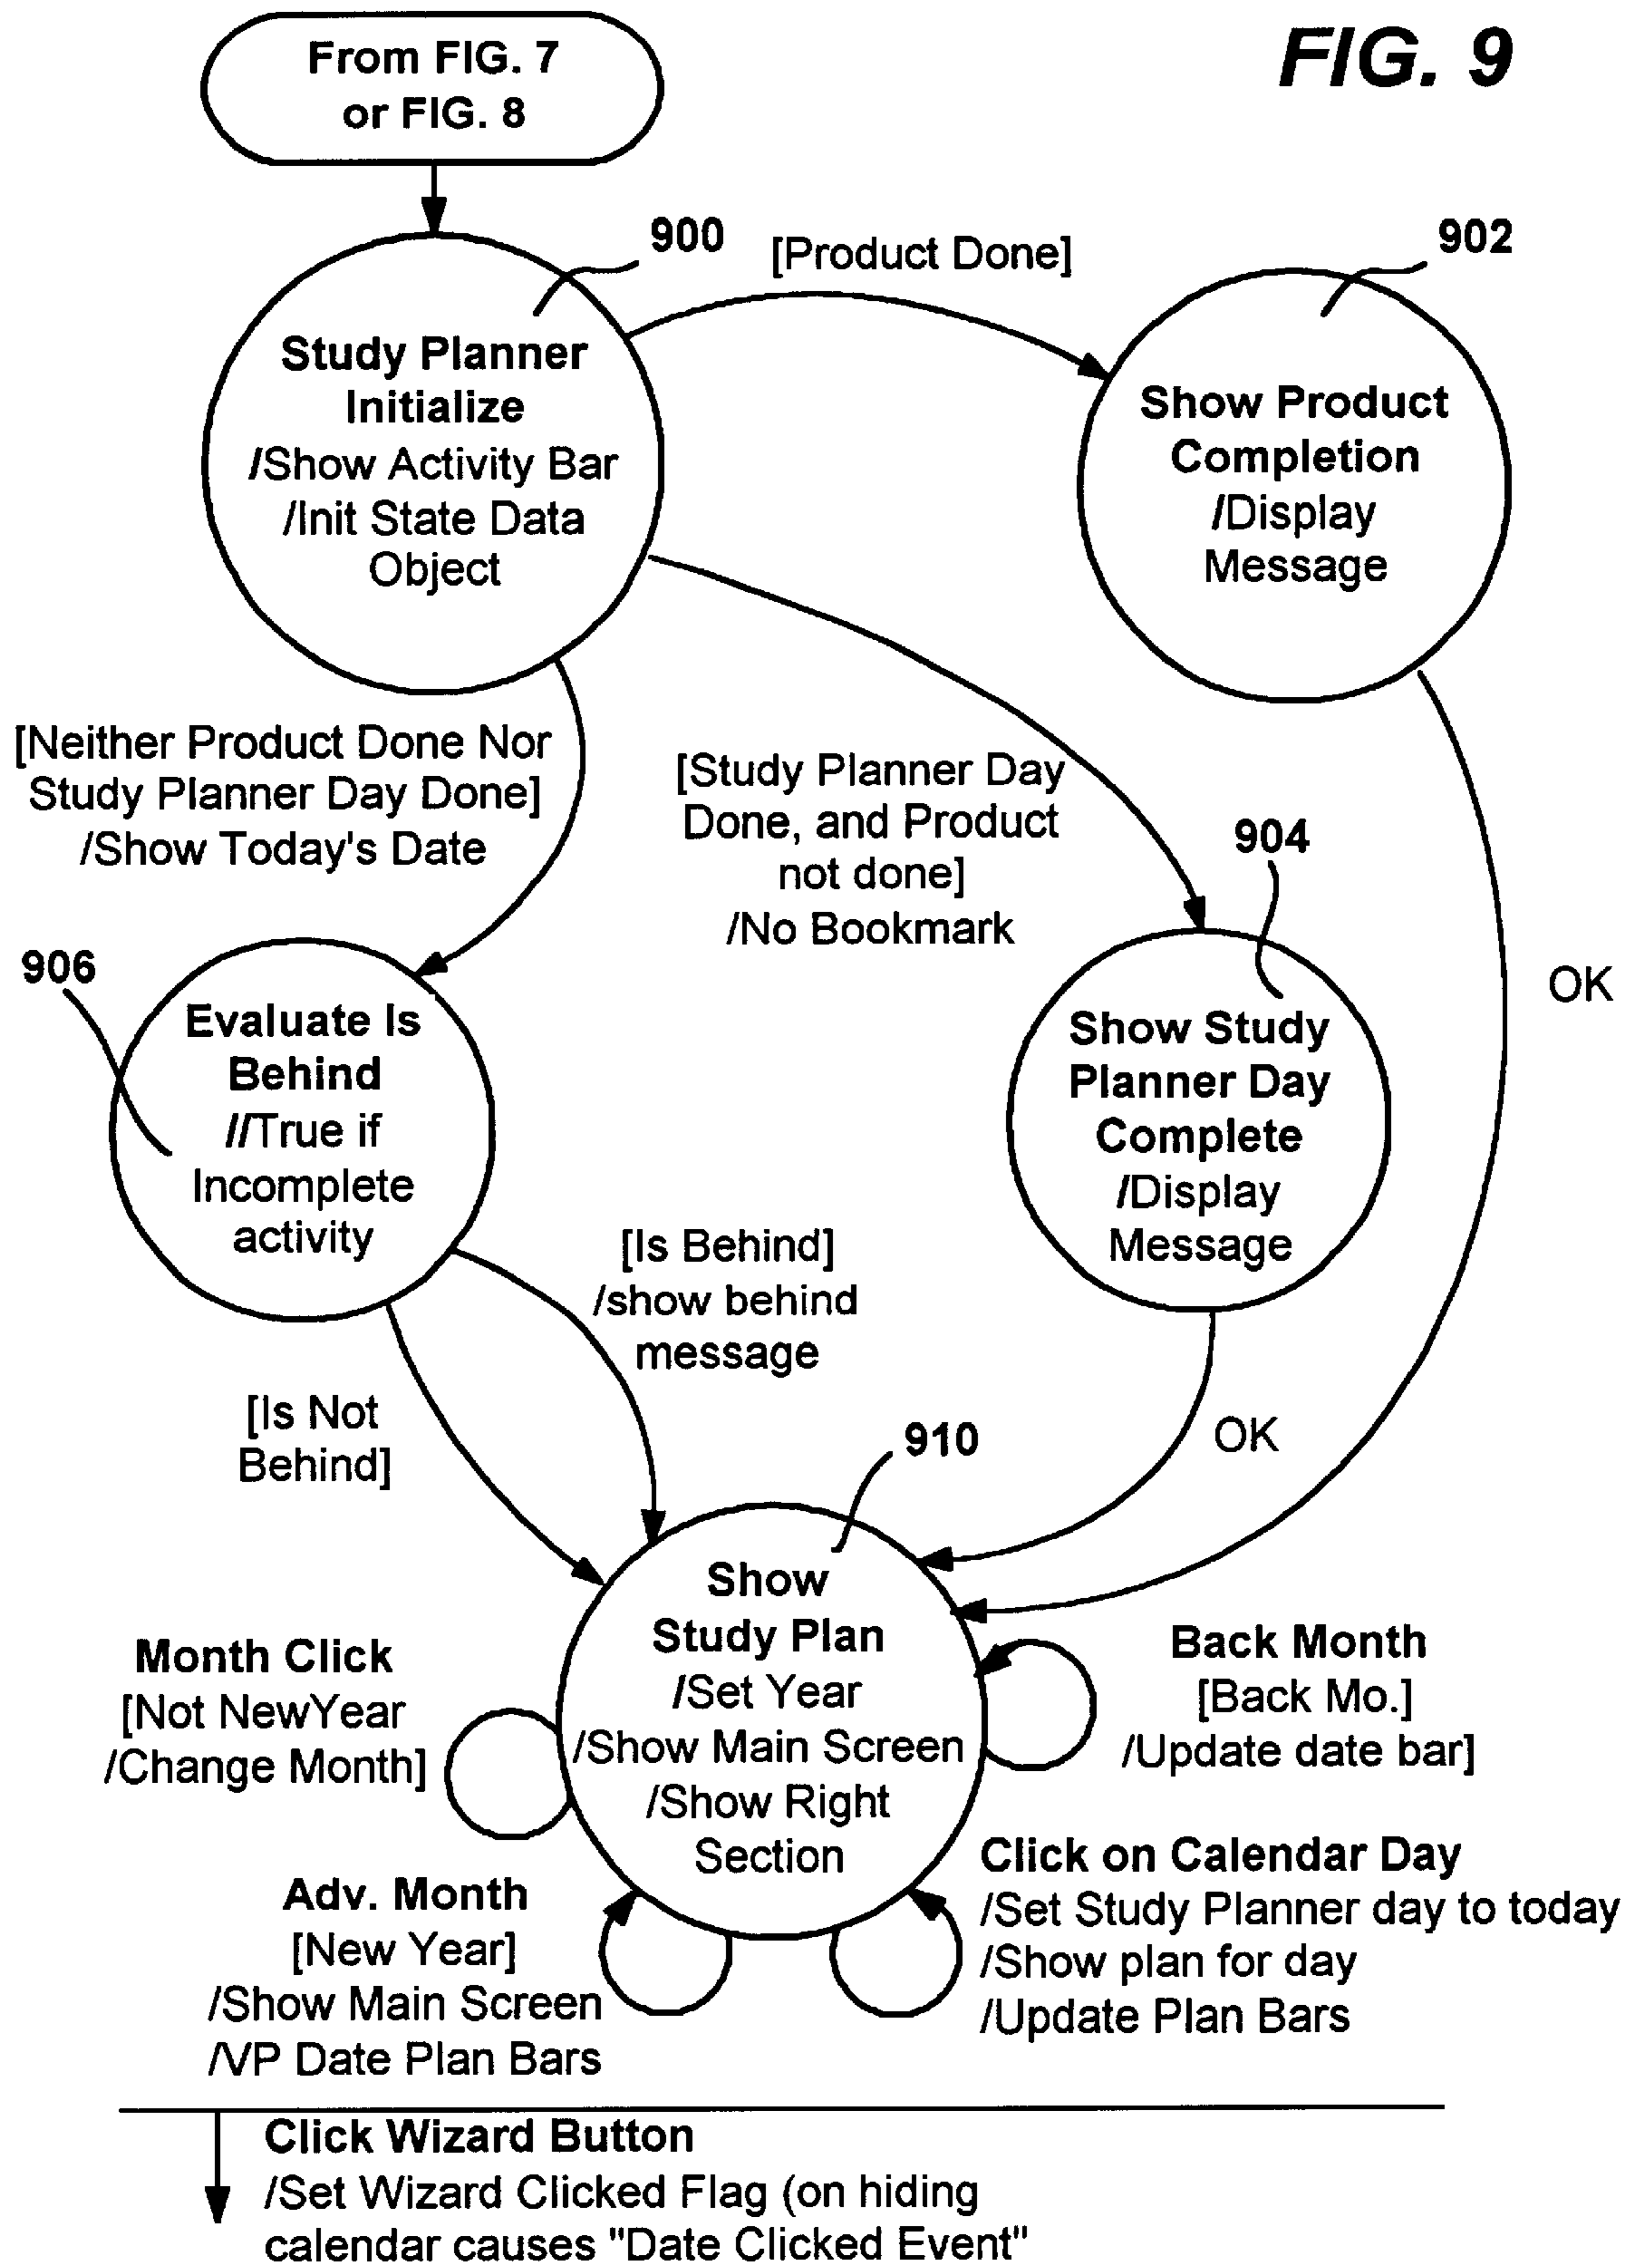 FIG. 9
From FIG. 7
or FIG. 8
900
[Product Done]
902
Study Planner
Initialize
/Show Activity Bar
/Init State Data
Object
Show Product
Completion
/Display
Message
[Neither Product Done Nor
Study Planner Day Done]
/Show Today's Date
[Study Planner Day
Done, and Product
not done]
/No Bookmark
904
906
OK
Evaluate Is
Behind
//True if
Incomplete
activity
Show Study
Planner Day
Complete
/Display
Message
[Is Behind]
/show behind
message
[Is Not
Behind]
910
OK
Show
Study Plan
/Set Year
/Show Main Screen
/Show Right
Section
Month Click
[Not NewYear
/Change Month]
Back Month
[Back Mo.]
/Update date bar]
Adv. Month
[New Year]
/Show Main Screen
/VP Date Plan Bars
Click on Calendar Day
/Set Study Planner day to today
/Show plan for day
/Update Plan Bars
Click Wizard Button
/Set Wizard Clicked Flag (on hiding
calendar causes "Date Clicked Event"